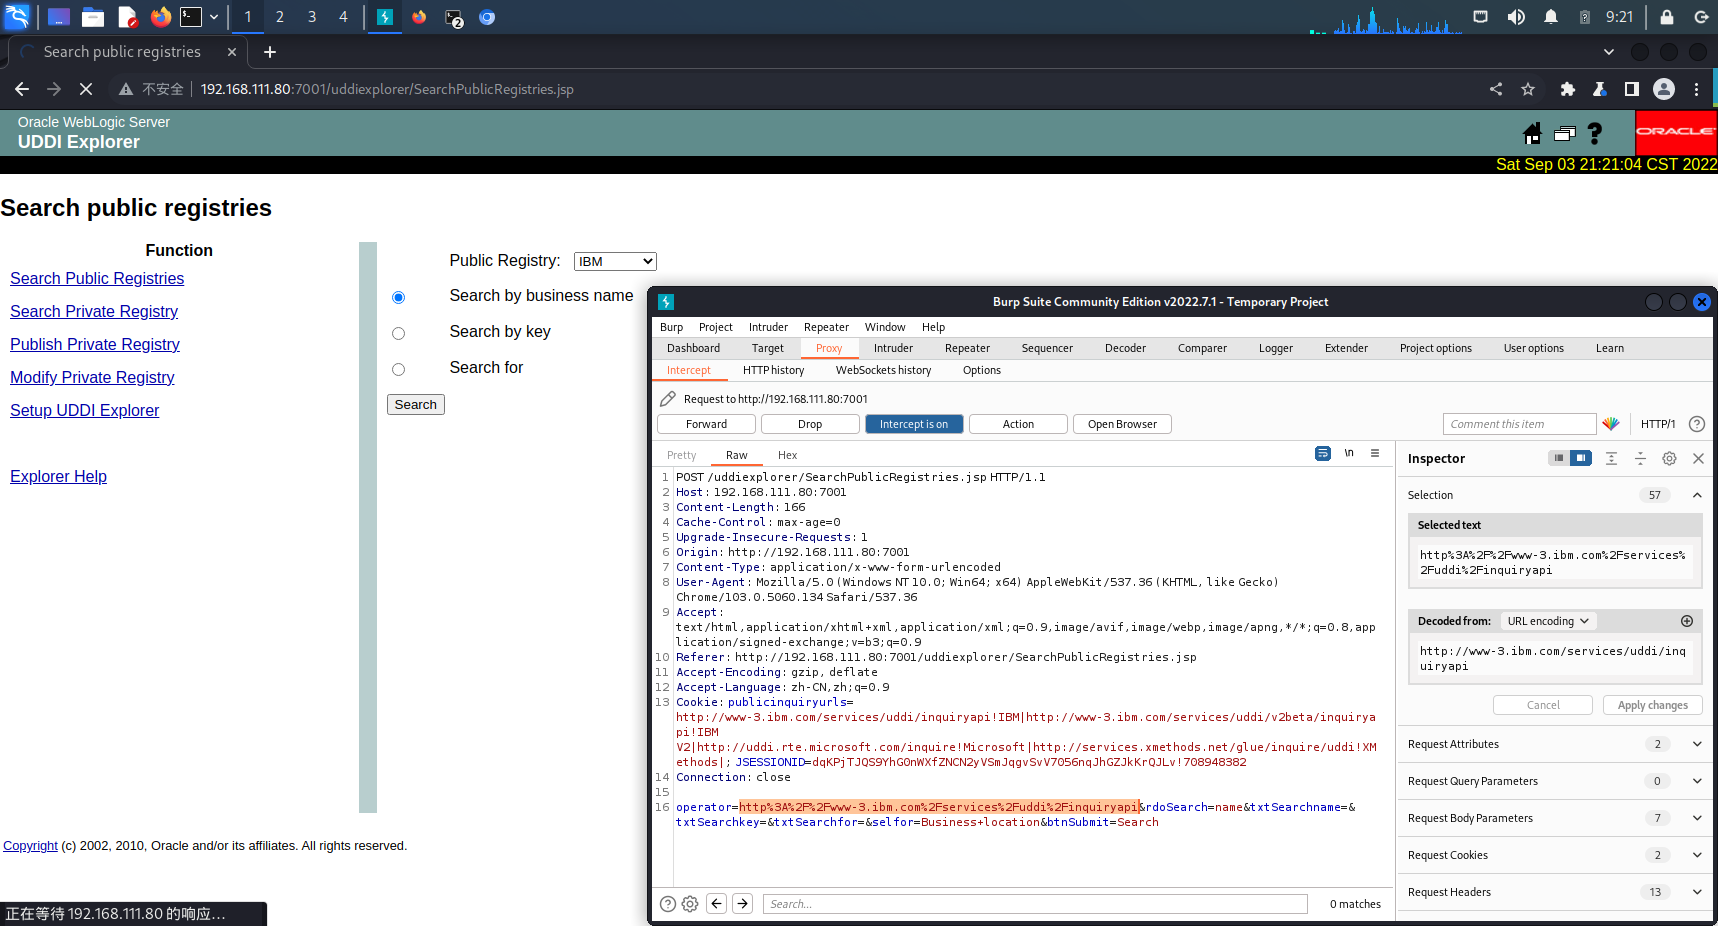 1 2 3 4
2
9:21
Search public registries
不安全 192.168.111.80:7001/uddiexplorer/SearchPublicRegistries.jsp
Oracle WebLogic Server
UDDI Explorer
ORACLE
Sat Sep 03 21:21:04 CST 2022
Search public registries
Function
Search Public Registries
Search Private Registry
Publish Private Registry
Modify Private Registry
Setup UDDI Explorer
Explorer Help
Public Registry: IBM
Search by business name
Search by key
Search for
Search
Copyright (c) 2002, 2010, Oracle and/or its affiliates. All rights reserved.
正在等待 192.168.111.80 的响应…
Burp Suite Community Edition v2022.7.1 - Temporary Project
Burp Project Intruder Repeater Window Help
Dashboard Target Proxy Intruder Repeater Sequencer Decoder Comparer Logger Extender Project options User options Learn
Intercept HTTP history WebSockets history Options
Request to http://192.168.111.80:7001
Forward Drop Intercept is on Action Open Browser Comment this item HTTP/1
Pretty Raw Hex \n
1 POST /uddiexplorer/SearchPublicRegistries.jsp HTTP/1.1
2 Host: 192.168.111.80:7001
3 Content-Length: 166
4 Cache-Control: max-age=0
5 Upgrade-Insecure-Requests: 1
6 Origin: http://192.168.111.80:7001
7 Content-Type: application/x-www-form-urlencoded
8 User-Agent: Mozilla/5.0 (Windows NT 10.0; Win64; x64) AppleWebKit/537.36 (KHTML, like Gecko)
Chrome/103.0.5060.134 Safari/537.36
9 Accept:
text/html,application/xhtml+xml,application/xml;q=0.9,image/avif,image/webp,image/apng,*/*;q=0.8,app
lication/signed-exchange;v=b3;q=0.9
10 Referer: http://192.168.111.80:7001/uddiexplorer/SearchPublicRegistries.jsp
11 Accept-Encoding: gzip, deflate
12 Accept-Language: zh-CN,zh;q=0.9
13 Cookie: publicinquiryurls=
http://www-3.ibm.com/services/uddi/inquiryapi!IBM|http://www-3.ibm.com/services/uddi/v2beta/inquirya
pi!IBM
V2|http://uddi.rte.microsoft.com/inquire!Microsoft|http://services.xmethods.net/glue/inquire/uddi!XM
ethods|; JSESSIONID=dqKPjTJQS9YhG0nWXfZNCN2yVSmJqgvSvV7056nqJhGZJkKrQJLv!708948382
14 Connection: close
15
16 operator=http%3A%2F%2Fwww-3.ibm.com%2Fservices%2Fuddi%2Finquiryapi&rdoSearch=name&txtSearchname=&
txtSearchkey=&txtSearchfor=&selfor=Business+location&btnSubmit=Search
Search... 0 matches
Inspector
Selection 57
Selected text
http%3A%2F%2Fwww-3.ibm.com%2Fservices%
2Fuddi%2Finquiryapi
Decoded from: URL encoding
http://www-3.ibm.com/services/uddi/inq
uiryapi
Cancel Apply changes
Request Attributes 2
Request Query Parameters 0
Request Body Parameters 7
Request Cookies 2
Request Headers 13